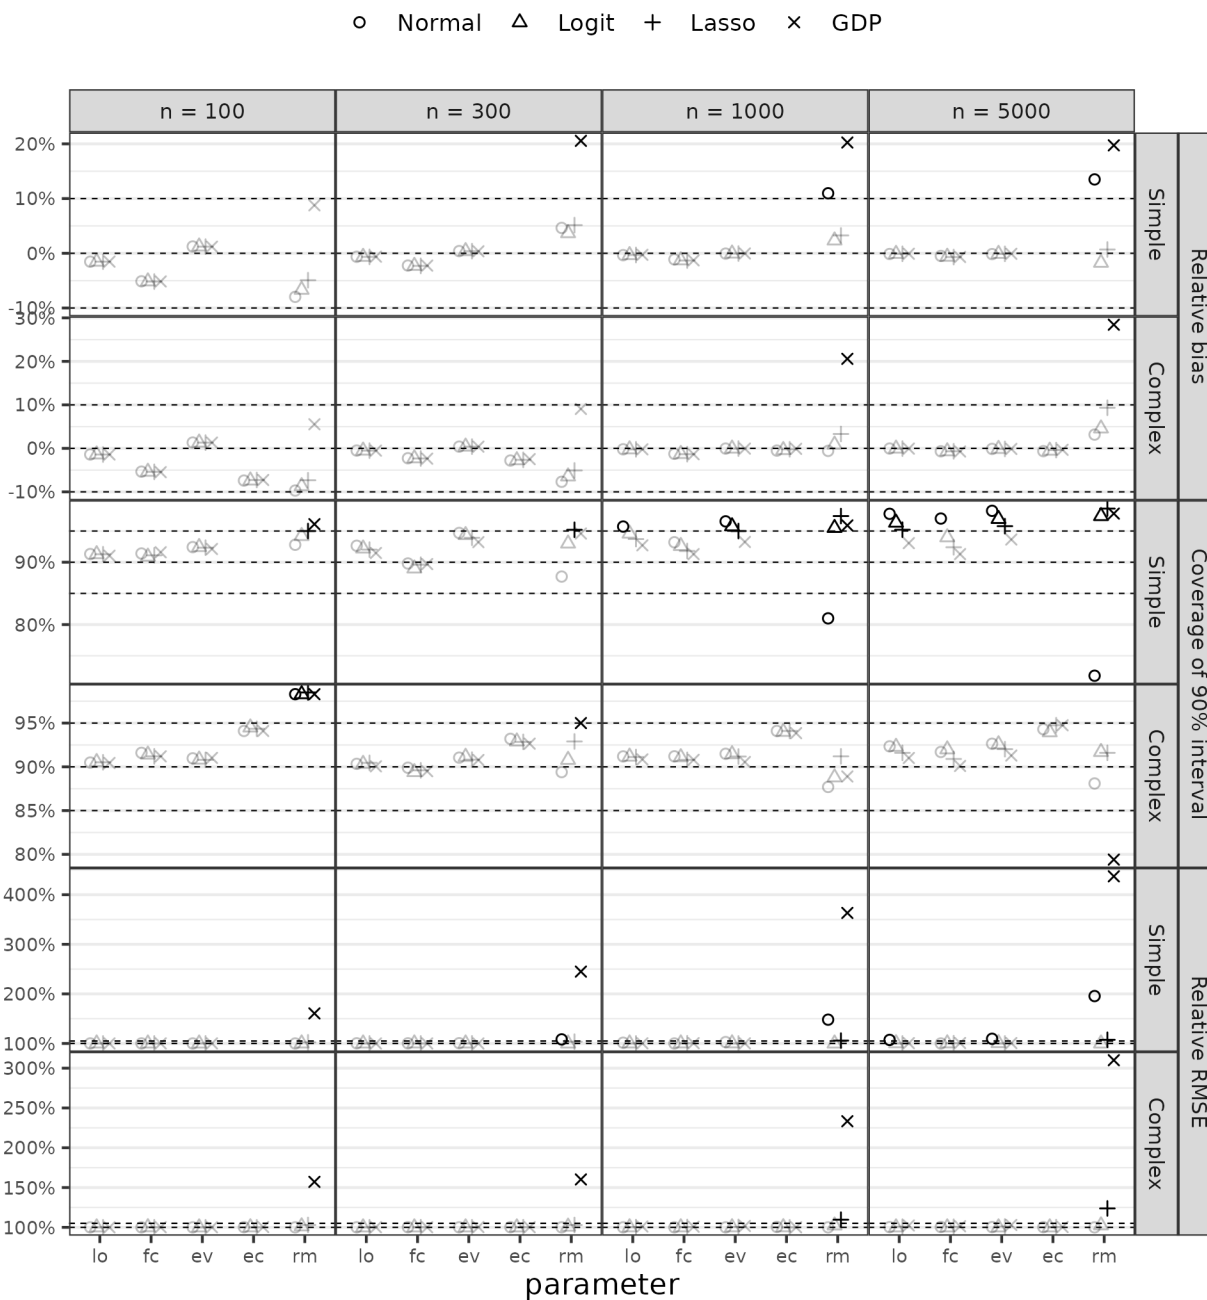 Normal Logit Lasso GDP
n = 100 n = 300 n = 1000 n = 5000
20%
10%
0%
-10%
Simple
30%
20%
10%
0%
-10%
Complex
Relative bias
90%
80%
Simple
95%
90%
85%
80%
Complex
Coverage of 90% interval
400%
300%
200%
100%
Simple
300%
250%
200%
150%
100%
Complex
Relative RMSE
lo fc ev ec rm lo fc ev ec rm lo fc ev ec rm lo fc ev ec rm
parameter